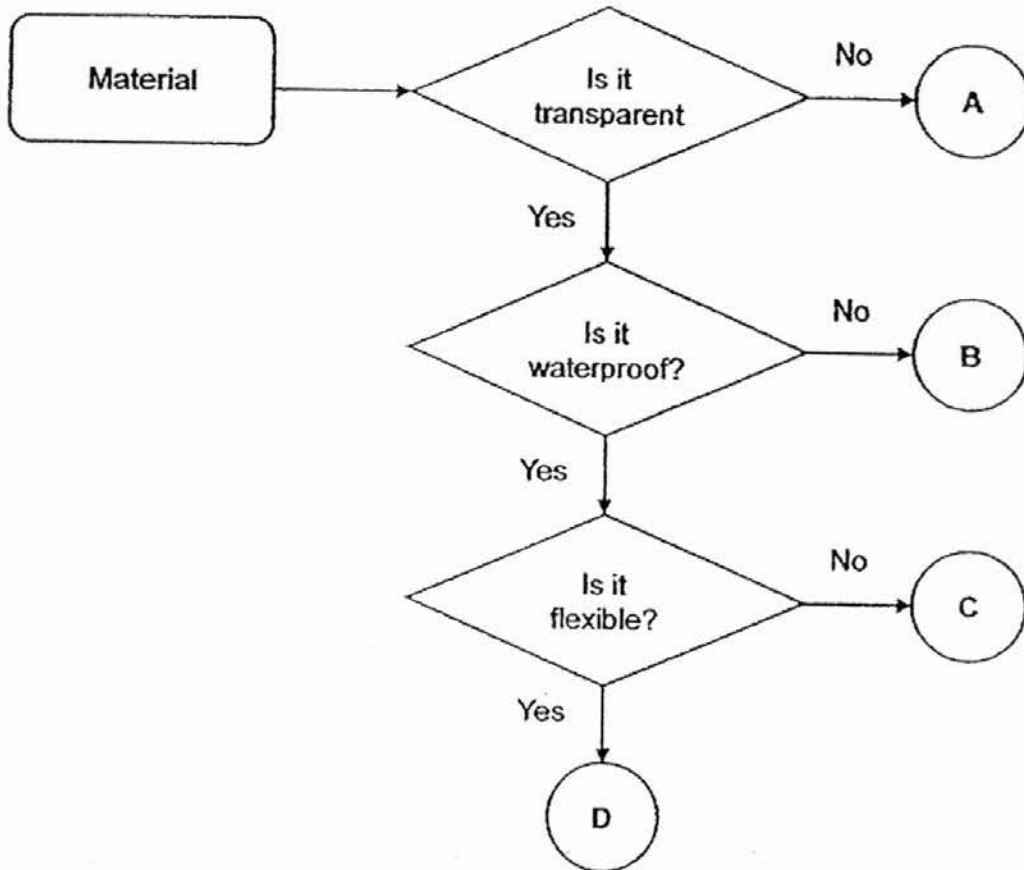 Material
Is it
transparent
No
A
Yes
Is it
waterproof?
No
B
Yes
Is it
flexible?
No
C
Yes
D